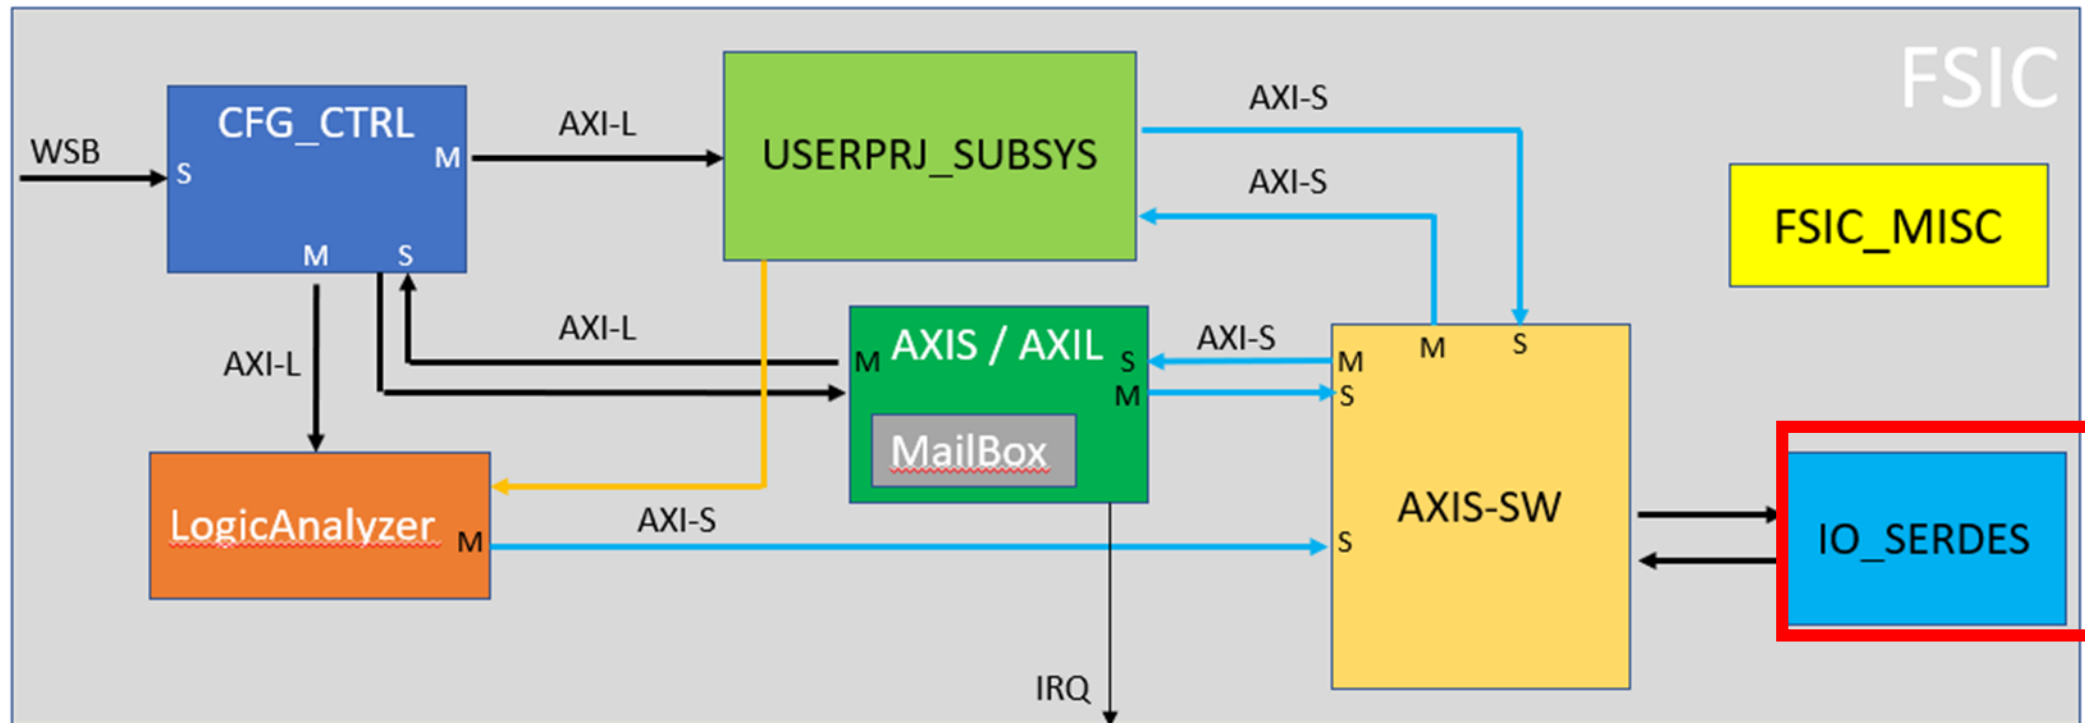 FSIC
WSB
S
CFG_CTRL
M
M
S
AXI-L
USERPRJ_SUBSYS
AXI-S
AXI-S
FSIC_MISC
AXI-L
AXI-L
M
AXIS / AXIL
S
M
MailBox
AXI-S
M
S
M
S
S
AXIS-SW
IO_SERDES
LogicAnalyzer
M
AXI-S
IRQ